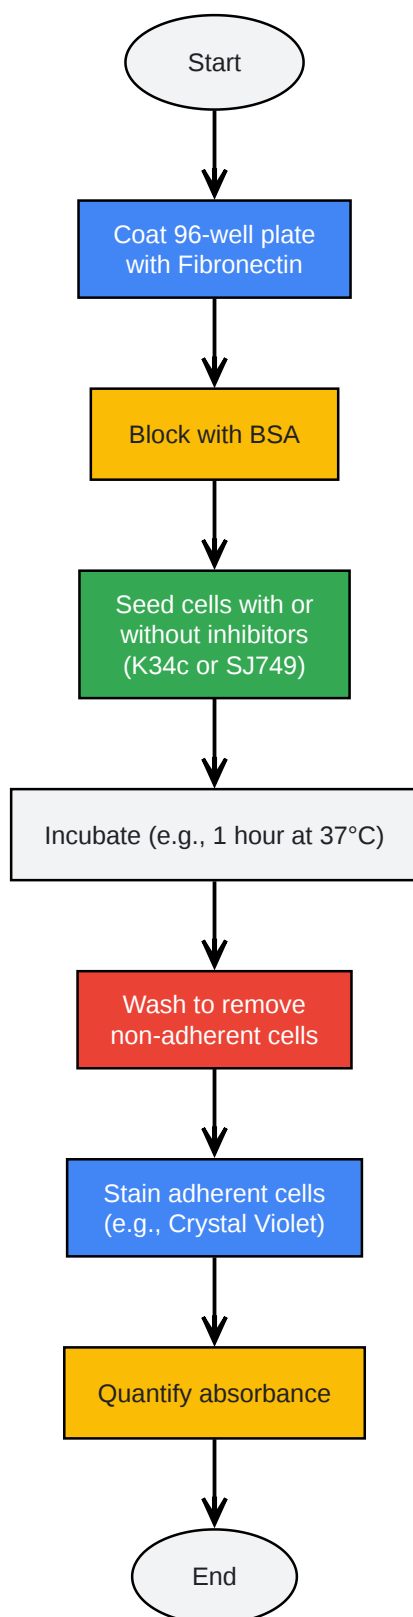 Start
Coat 96-well plate
with Fibronectin
Block with BSA
Seed cells with or
without inhibitors
(K34c or SJ749)
Incubate (e.g., 1 hour at 37°C)
Wash to remove
non-adherent cells
Stain adherent cells
(e.g., Crystal Violet)
Quantify absorbance
End